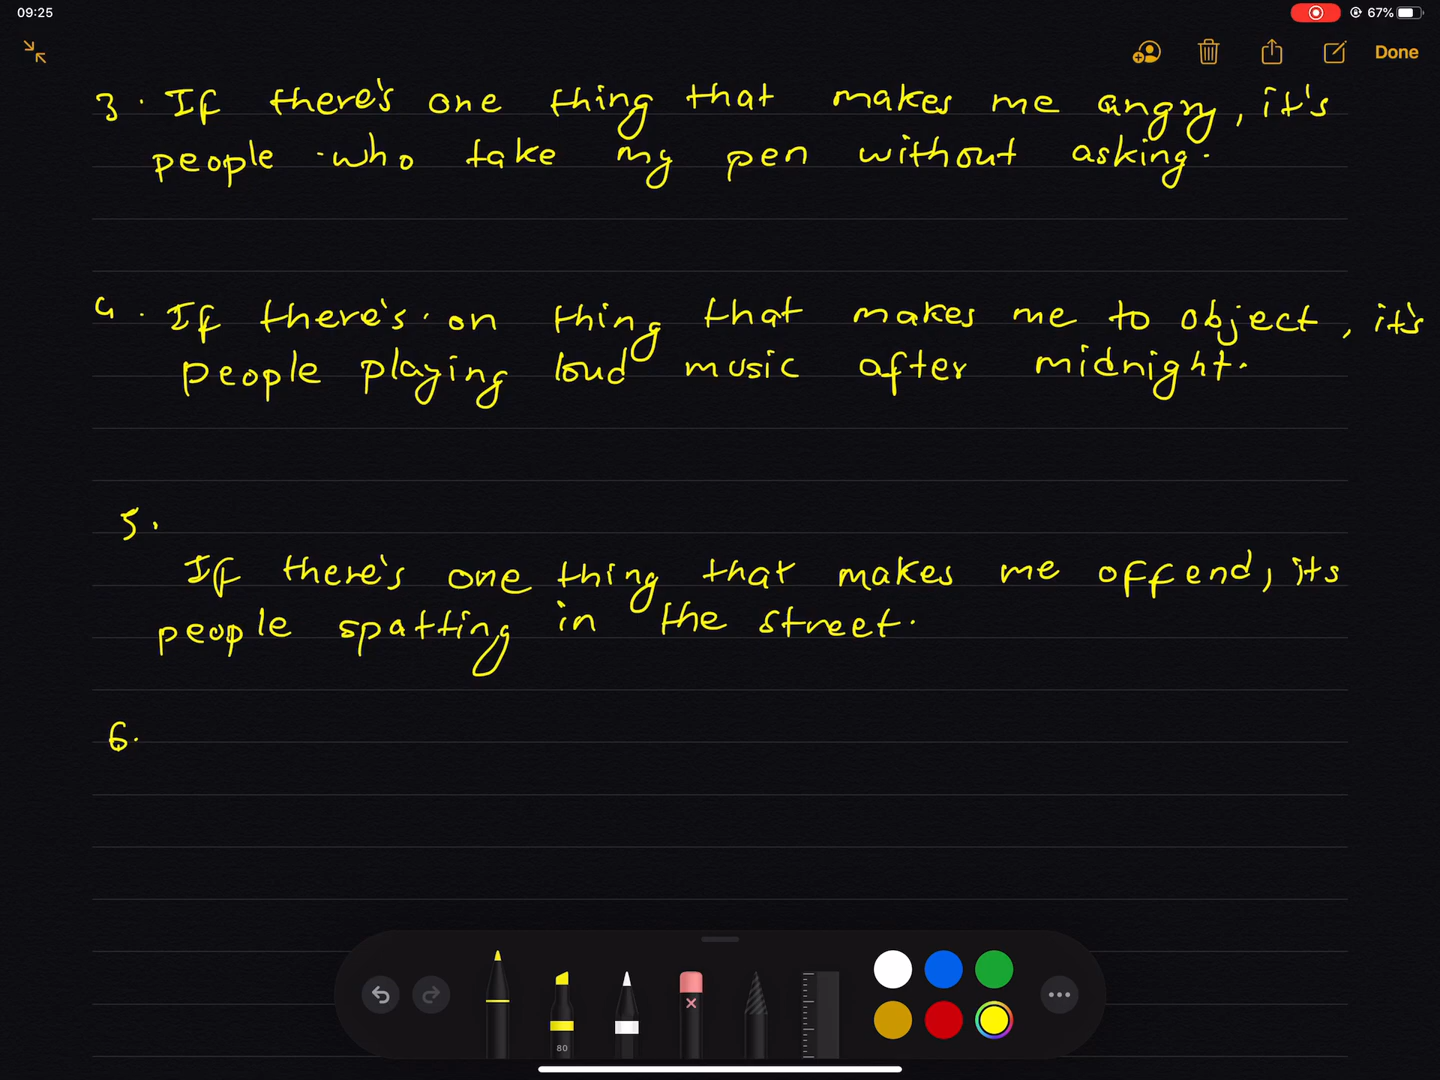 09:25
67%
Done
3. If there's one thing that makes me angry, it's
people who take my pen without asking.
4. If there's on thing that makes me to object, it's
people playing loud music after midnight.
5.
If there's one thing that makes me offend, its
people spatting in the street.
6.
80